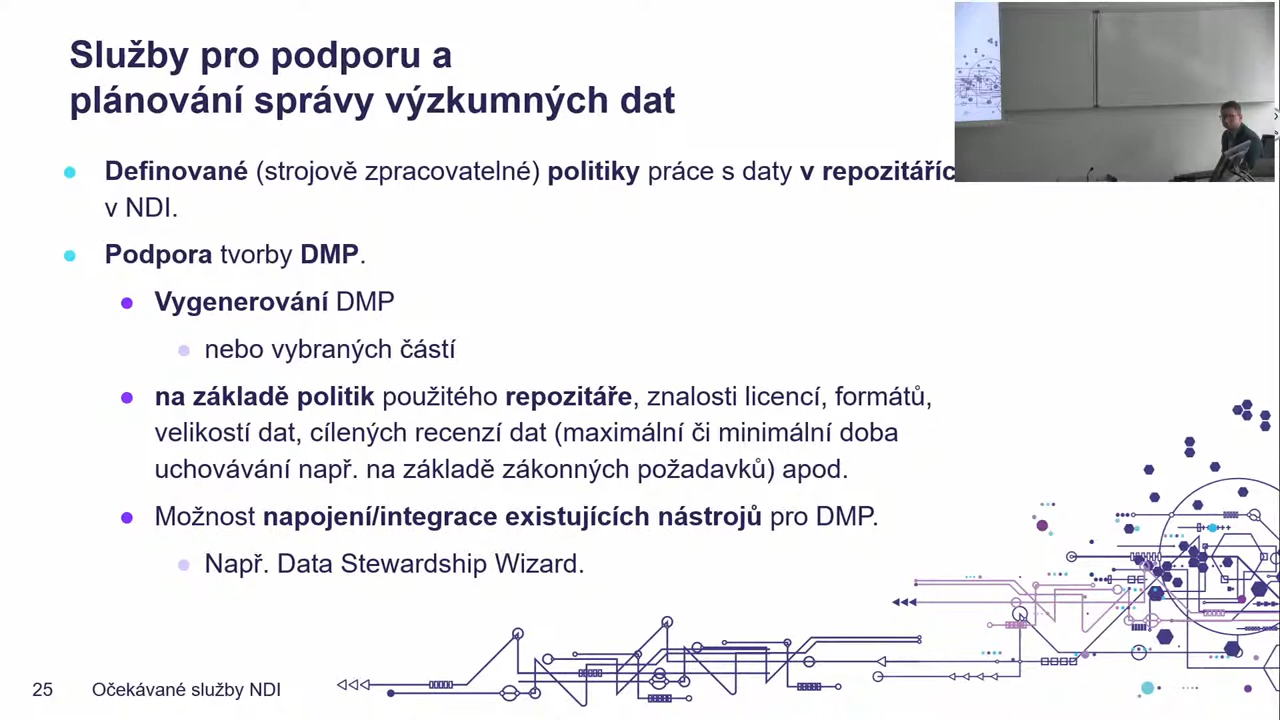 Služby pro podporu a
plánování správy výzkumných dat
Definované (strojově zpracovatelné) politiky práce s daty v repozitáříc
v NDI.
Podpora tvorby DMP.
Vygenerování DMP
nebo vybraných částí
na základě politik použitého repozitáře, znalosti licencí, formátů,
velikostí dat, cílených recenzí dat (maximální či minimální doba
uchovávání např. na základě zákonných požadavků) apod.
Možnost napojení/integrace existujících nástrojů pro DMP.
Např. Data Stewardship Wizard.
25 Očekávané služby NDI